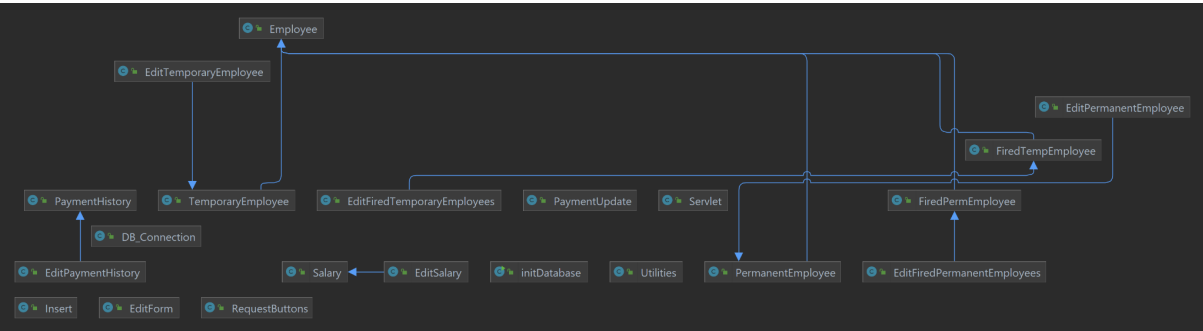 Employee
EditTemporaryEmployee
EditPermanentEmployee
FiredTempEmployee
PaymentHistory
TemporaryEmployee
EditFiredTemporaryEmployees
PaymentUpdate
Servlet
FiredPermEmployee
DB_Connection
EditPaymentHistory
Salary
EditSalary
initDatabase
Utilities
PermanentEmployee
EditFiredPermanentEmployees
Insert
EditForm
RequestButtons